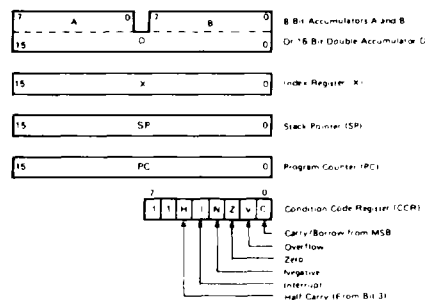 7 A 0 7 B 0 8 Bit Accumulators A and B
15 D 0 Or 16 Bit Double Accumulator D
15 X 0 Index Register (X)
15 SP 0 Stack Pointer (SP)
15 PC 0 Program Counter (PC)
7 0
1 1 H I N Z V C Condition Code Register (CCR)
Carry/Borrow from MSB
Overflow
Zero
Negative
Interrupt
Half Carry (From Bit 3)